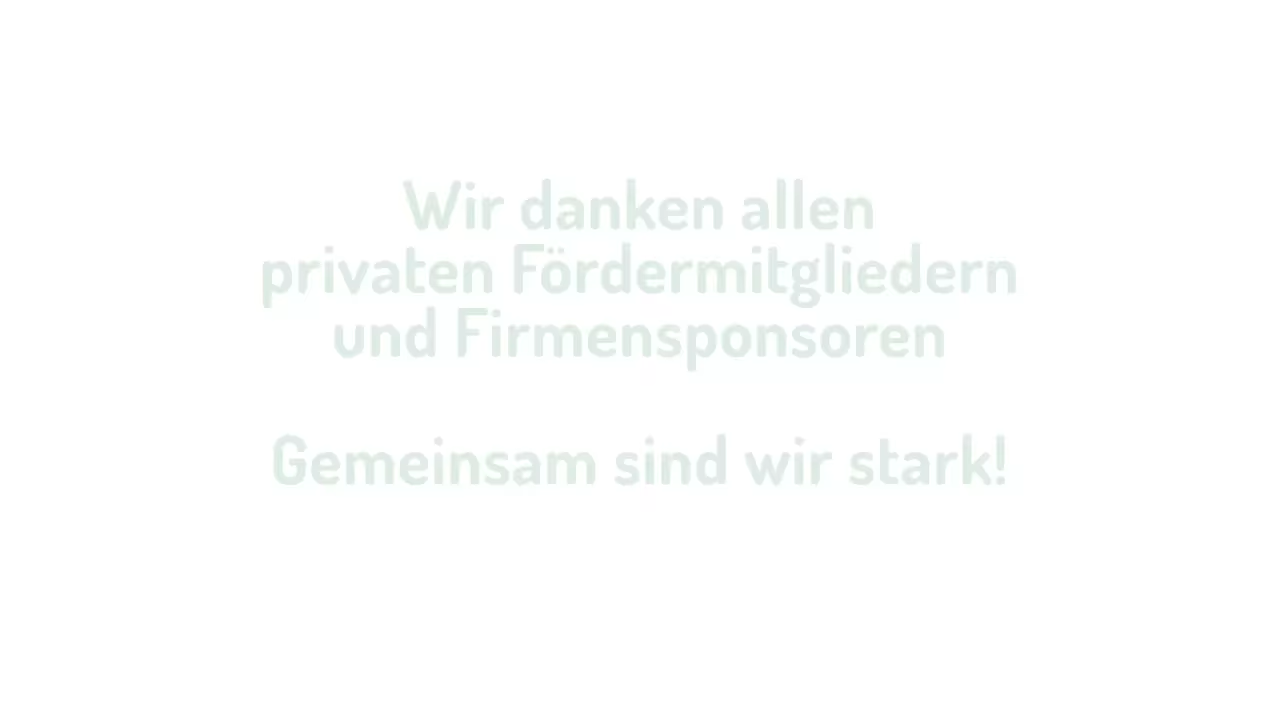 Wir danken allen
privaten Fördermitgliedern
und Firmensponsoren
Gemeinsam sind wir stark!